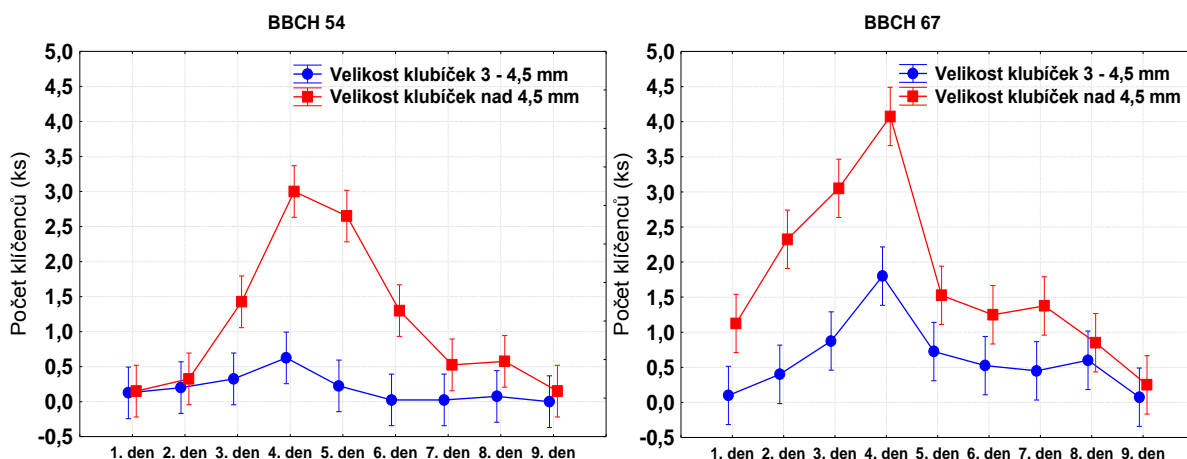 BBCH 54
5,0
4,5
4,0
3,5
3,0
2,5
2,0
1,5
1,0
0,5
0,0
-0,5
Počet klíčenců (ks)
Velikost klubíček 3 - 4,5 mm
Velikost klubíček nad 4,5 mm
1. den 2. den 3. den 4. den 5. den 6. den 7. den 8. den 9. den
BBCH 67
5,0
4,5
4,0
3,5
3,0
2,5
2,0
1,5
1,0
0,5
0,0
-0,5
Počet klíčenců (ks)
Velikost klubíček 3 - 4,5 mm
Velikost klubíček nad 4,5 mm
1. den 2. den 3. den 4. den 5. den 6. den 7. den 8. den 9. den